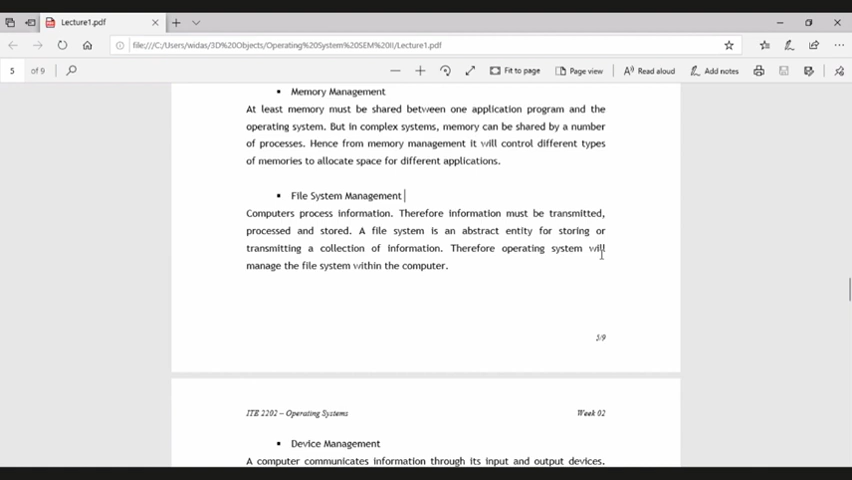 Lecture1.pdf
file:///C:/Users/widas/3D%20Objects/Operating%20System%20SEM%20II/Lecture1.pdf
5 of 9 Fit to page Page view Read aloud Add notes
▪ Memory Management
At least memory must be shared between one application program and the
operating system. But in complex systems, memory can be shared by a number
of processes. Hence from memory management it will control different types
of memories to allocate space for different applications.
▪ File System Management
Computers process information. Therefore information must be transmitted,
processed and stored. A file system is an abstract entity for storing or
transmitting a collection of information. Therefore operating system will
manage the file system within the computer.
5/9
ITE 2202 – Operating Systems Week 02
▪ Device Management
A computer communicates information through its input and output devices.